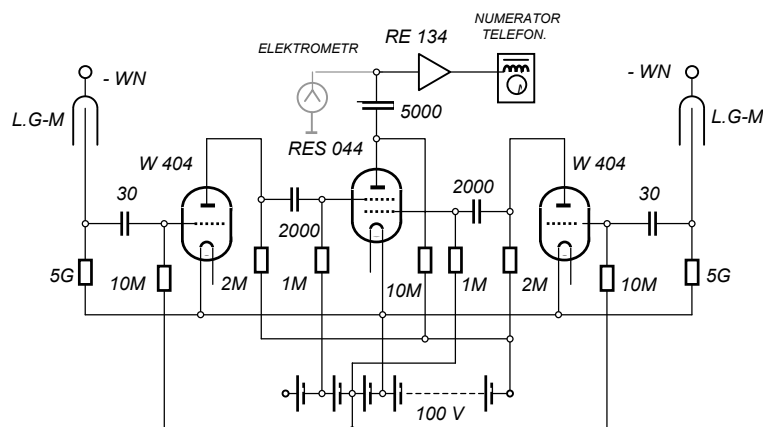 NUMERATOR
TELEFON.
ELEKTROMETR
RE 134
- WN
- WN
L.G-M
5000
L.G-M
RES 044
W 404
W 404
30
2000
30
2000
5G
10M
2M
1M
10M
1M
2M
10M
5G
100 V